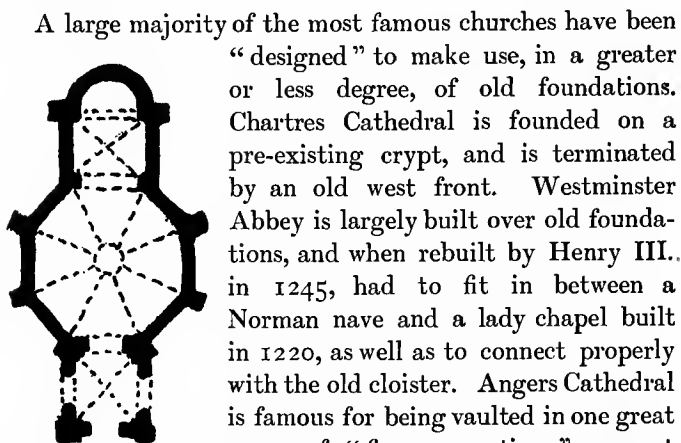 A large majority of the most famous churches have been
“designed” to make use, in a greater
or less degree, of old foundations.
Chartres Cathedral is founded on a
pre-existing crypt, and is terminated
by an old west front. Westminster
Abbey is largely built over old founda-
tions, and when rebuilt by Henry III.
in 1245, had to fit in between a
Norman nave and a lady chapel built
in 1220, as well as to connect properly
with the old cloister. Angers Cathedral
is famous for being vaulted in one great